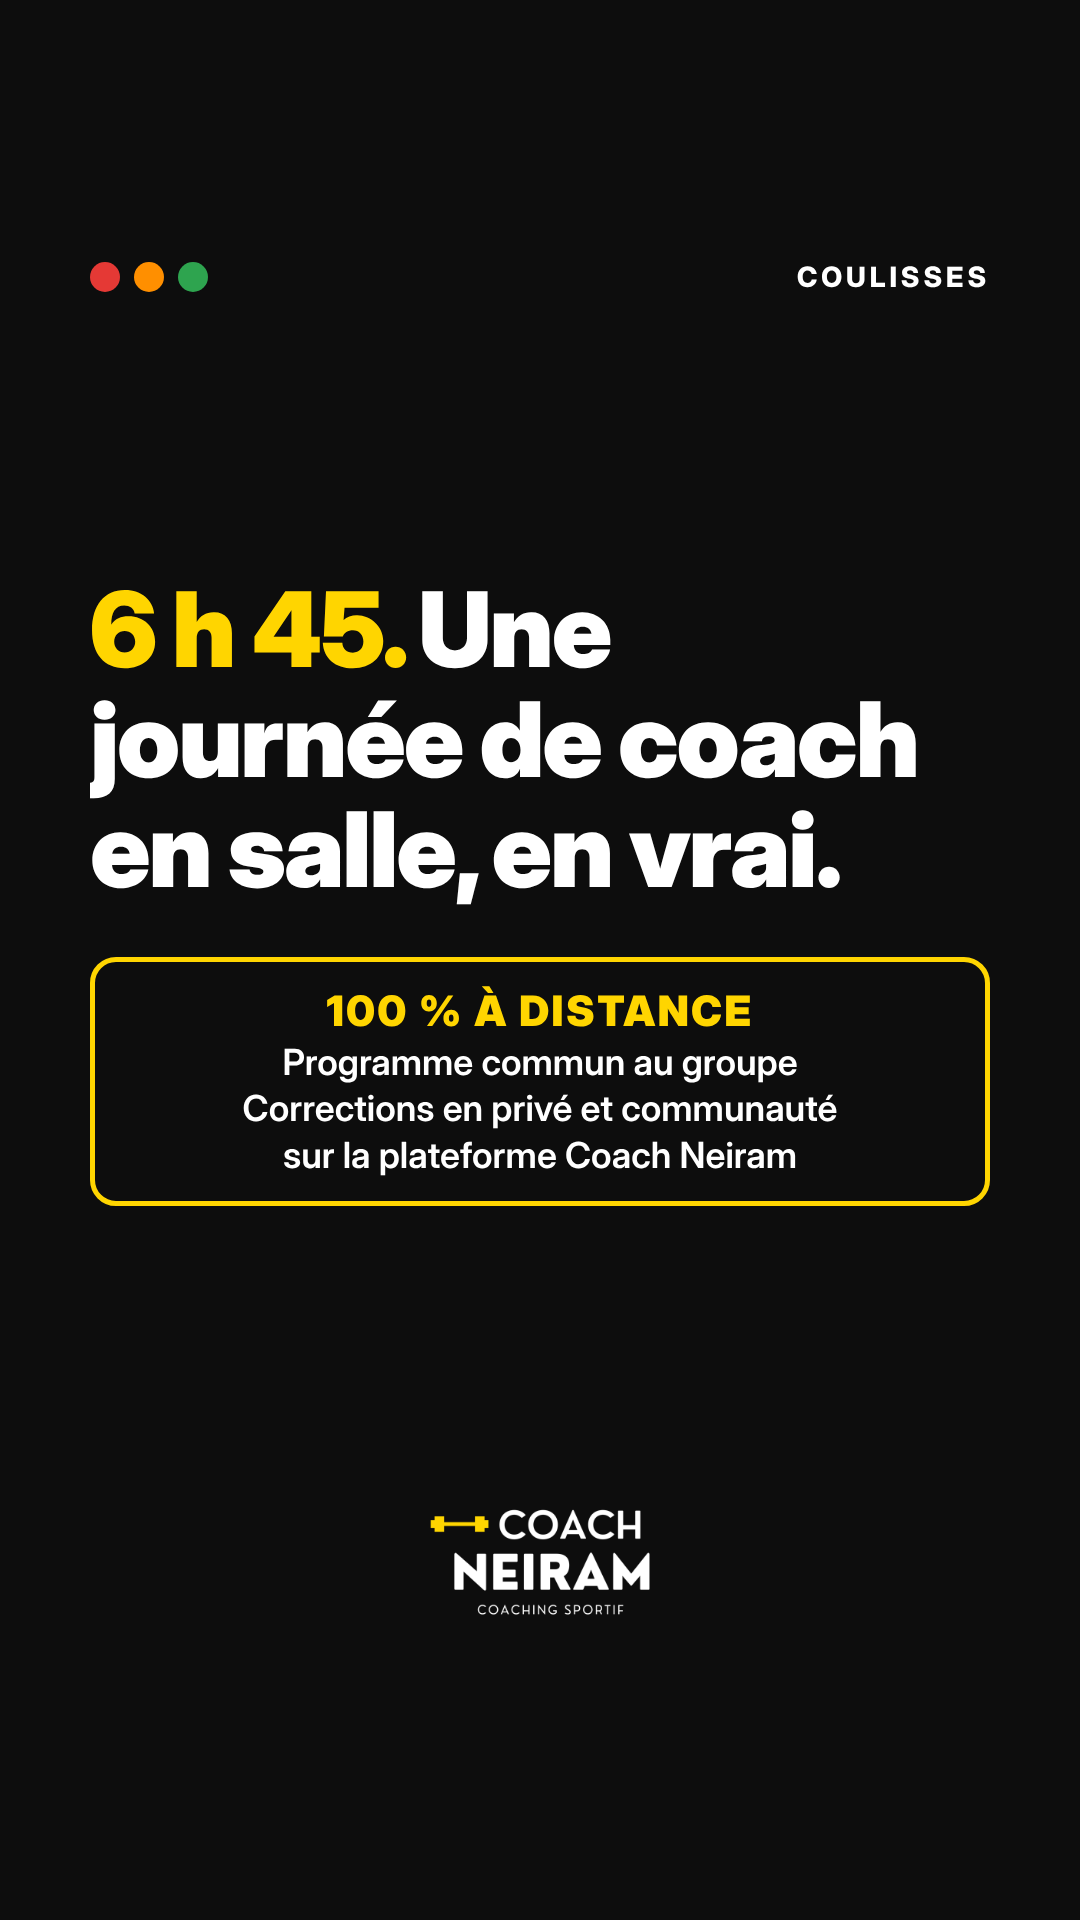 COULISSES
6 h 45. Une
journée de coach
en salle, en vrai.
100 % À DISTANCE
Programme commun au groupe
Corrections en privé et communauté
sur la plateforme Coach Neiram
COACH
NEIRAM
COACHING SPORTIF